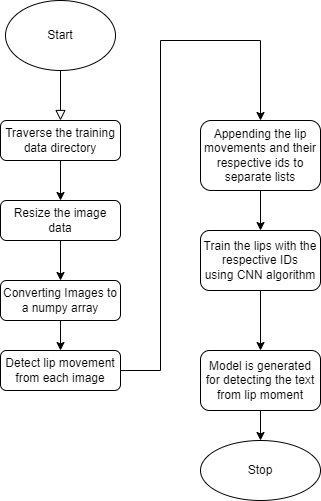 Start
Traverse the training
data directory
Resize the image
data
Converting Images to
a numpy array
Detect lip movement
from each image
Appending the lip
movements and their
respective ids to
separate lists
Train the lips with the
respective IDs
using CNN algorithm
Model is generated
for detecting the text
from lip moment
Stop